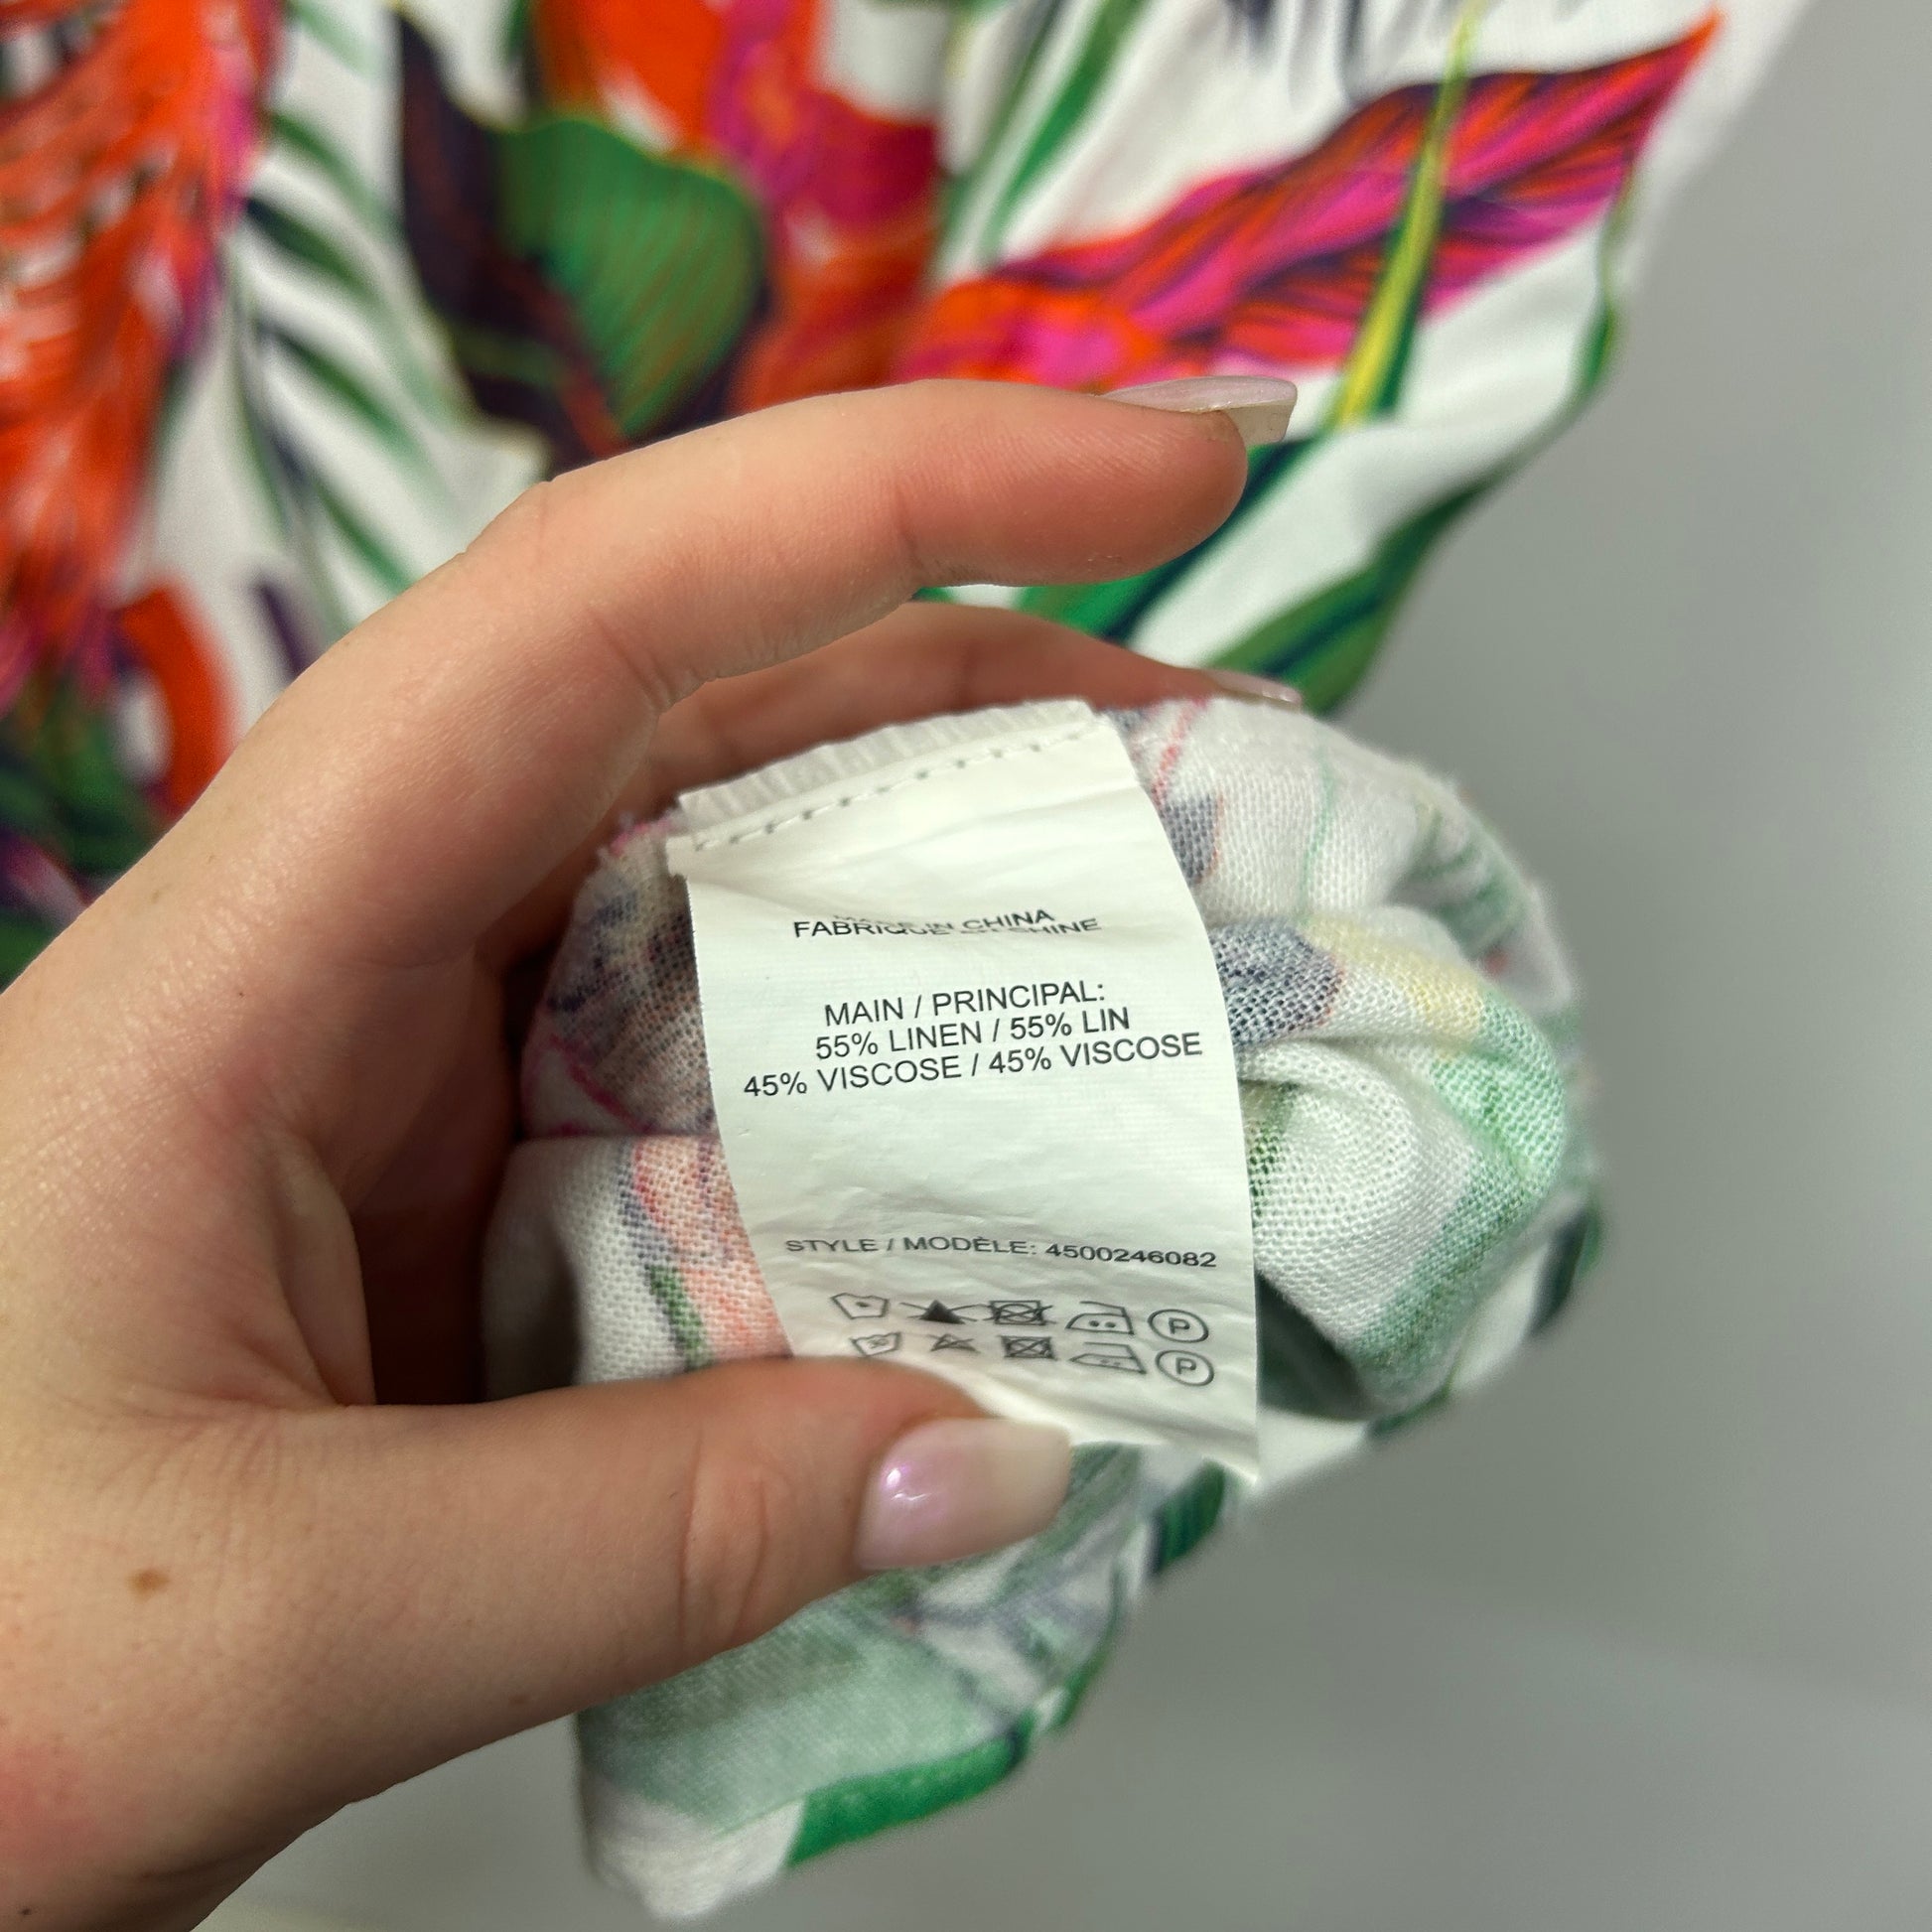 MADE IN CHINA
FABRIQUÉ EN CHINE
MAIN / PRINCIPAL:
55% LINEN / 55% LIN
45% VISCOSE / 45% VISCOSE
STYLE / MODÈLE: 4500246082
P
P